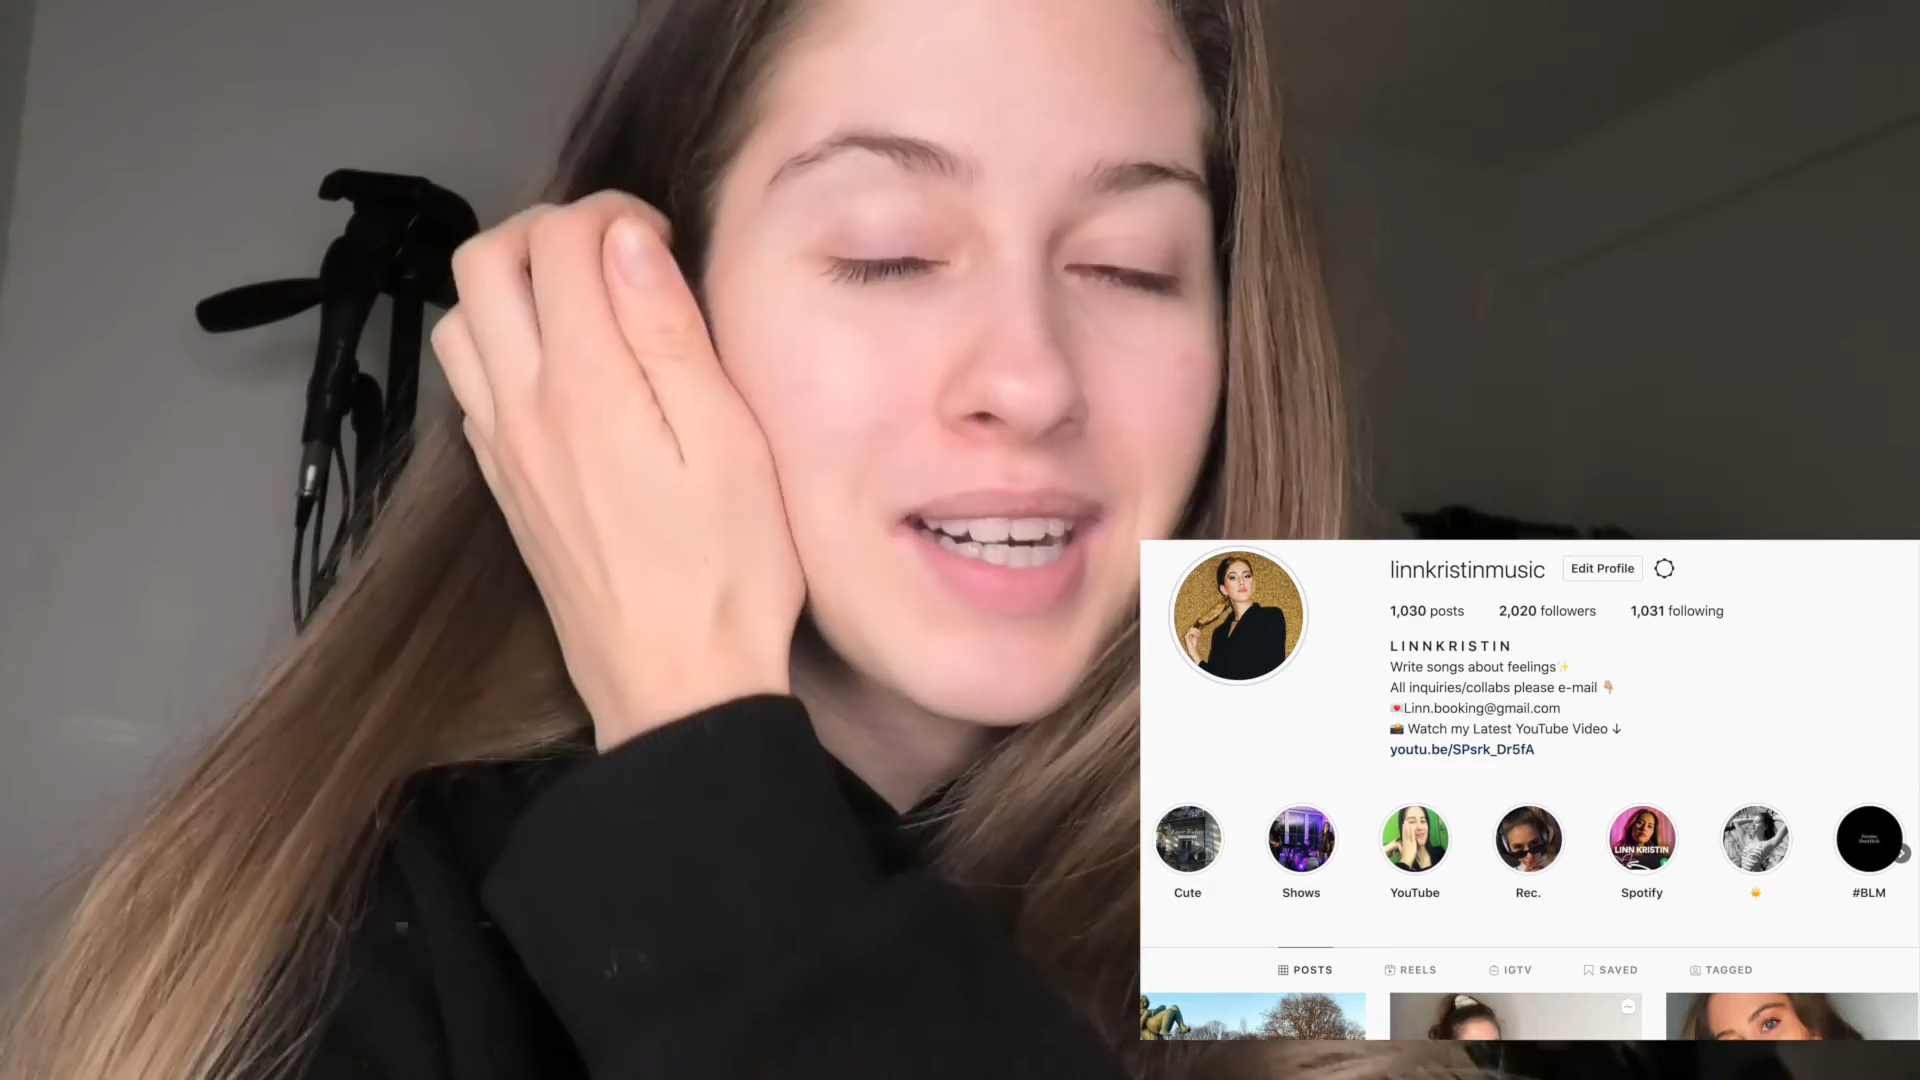 linnkristinmusic Edit Profile
1,030 posts 2,020 followers 1,031 following
LINNKRISTIN
Write songs about feelings✨
All inquiries/collabs please e-mail 👇🏼
💌Linn.booking@gmail.com
📸 Watch my Latest YouTube Video ↓
youtu.be/SPsrk_Dr5fA
LINN KRISTIN
Cute Shows YouTube Rec. Spotify ☀️ #BLM
POSTS REELS IGTV SAVED TAGGED